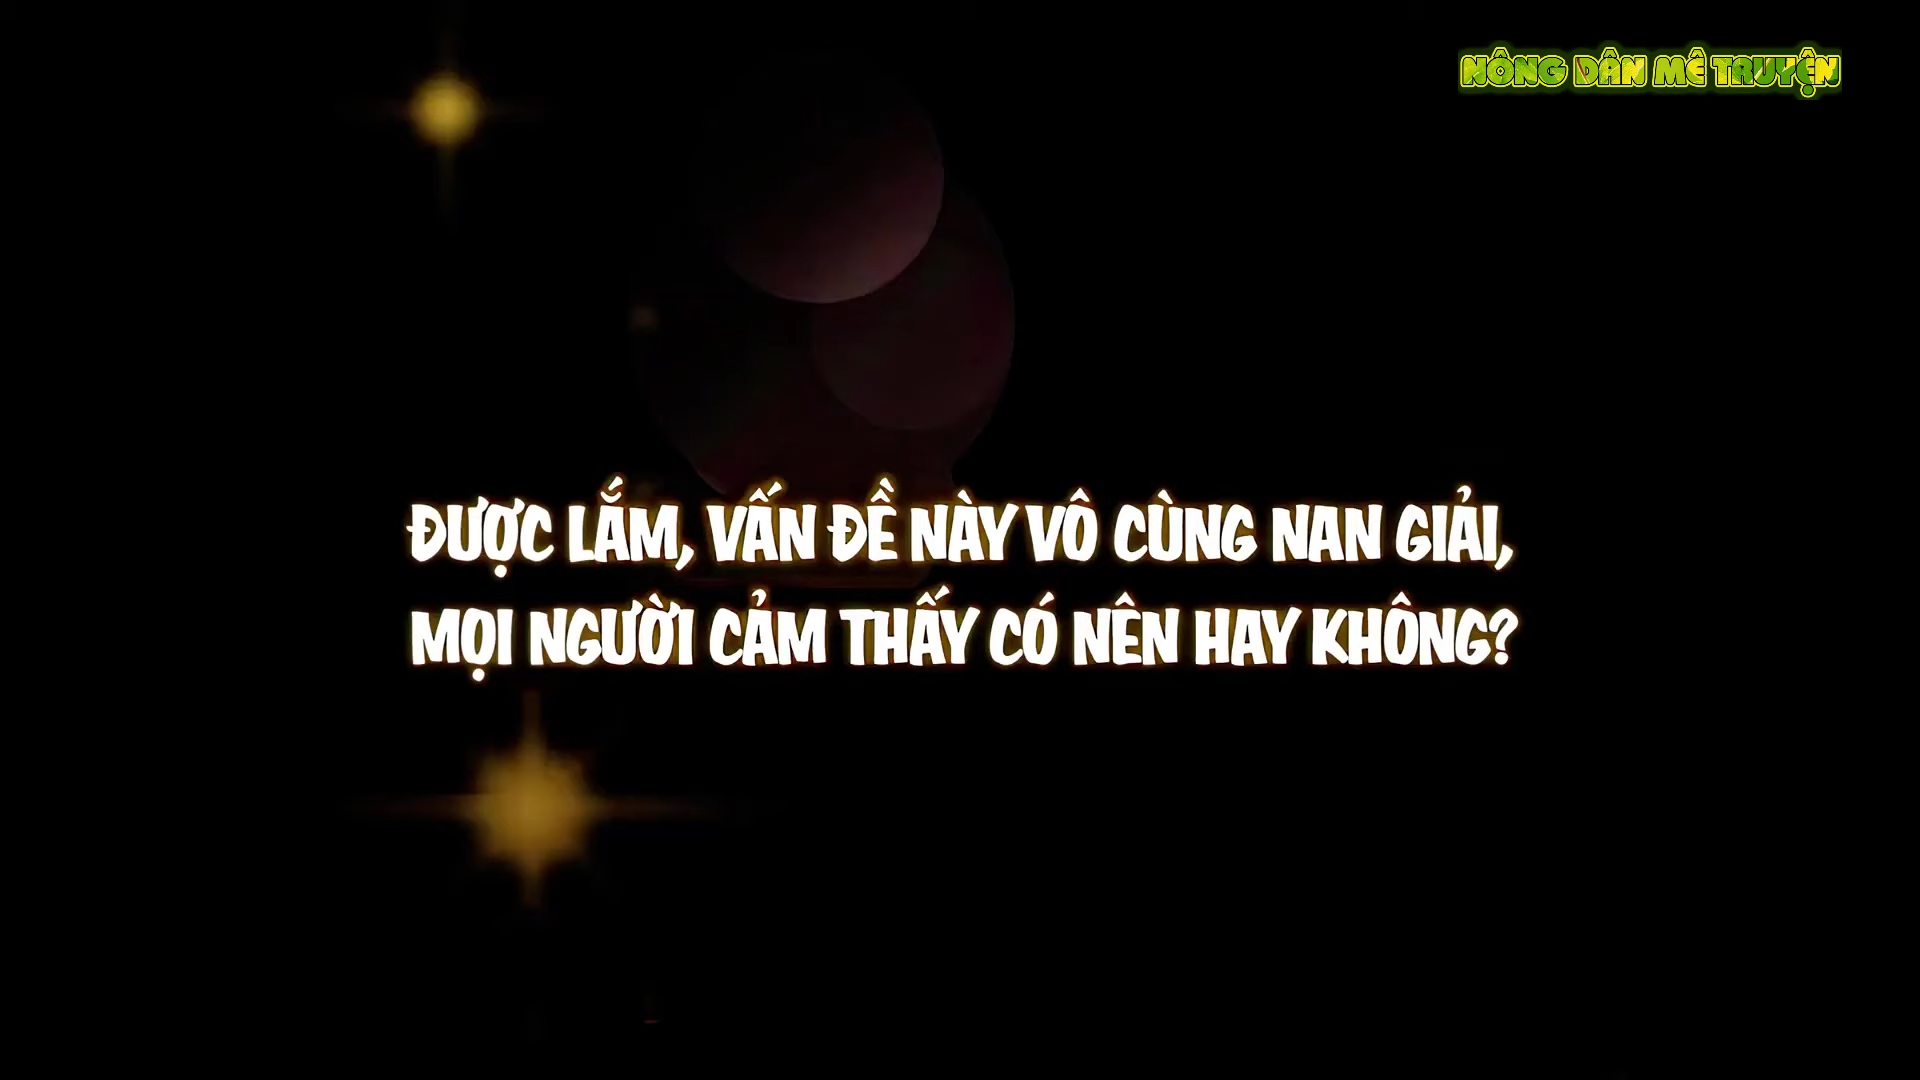 NÔNG DÂN MÊ TRUYỆN
ĐƯỢC LẮM, VẤN ĐỀ NÀY VÔ CÙNG NAN GIẢI,
MỌI NGƯỜI CẢM THẤY CÓ NÊN HAY KHÔNG?